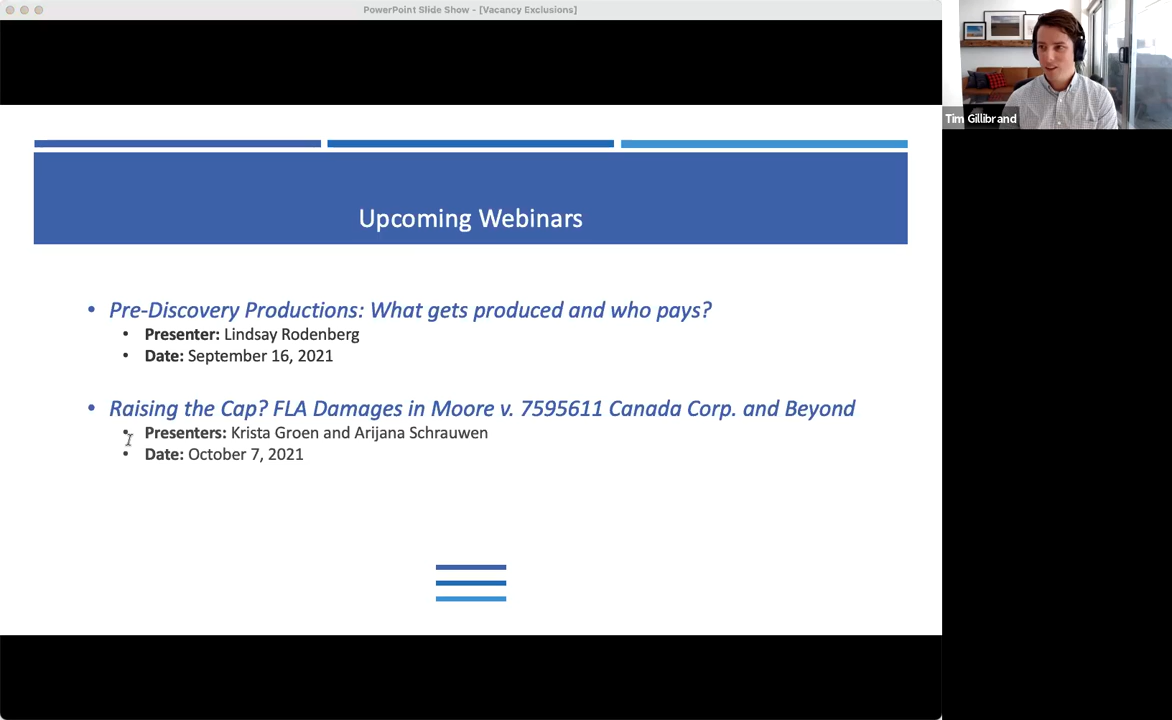 PowerPoint Slide Show - [Vacancy Exclusions]
Tim Gillibrand
Upcoming Webinars
• Pre-Discovery Productions: What gets produced and who pays?
• Presenter: Lindsay Rodenberg
• Date: September 16, 2021
• Raising the Cap? FLA Damages in Moore v. 7595611 Canada Corp. and Beyond
• Presenters: Krista Groen and Arijana Schrauwen
• Date: October 7, 2021